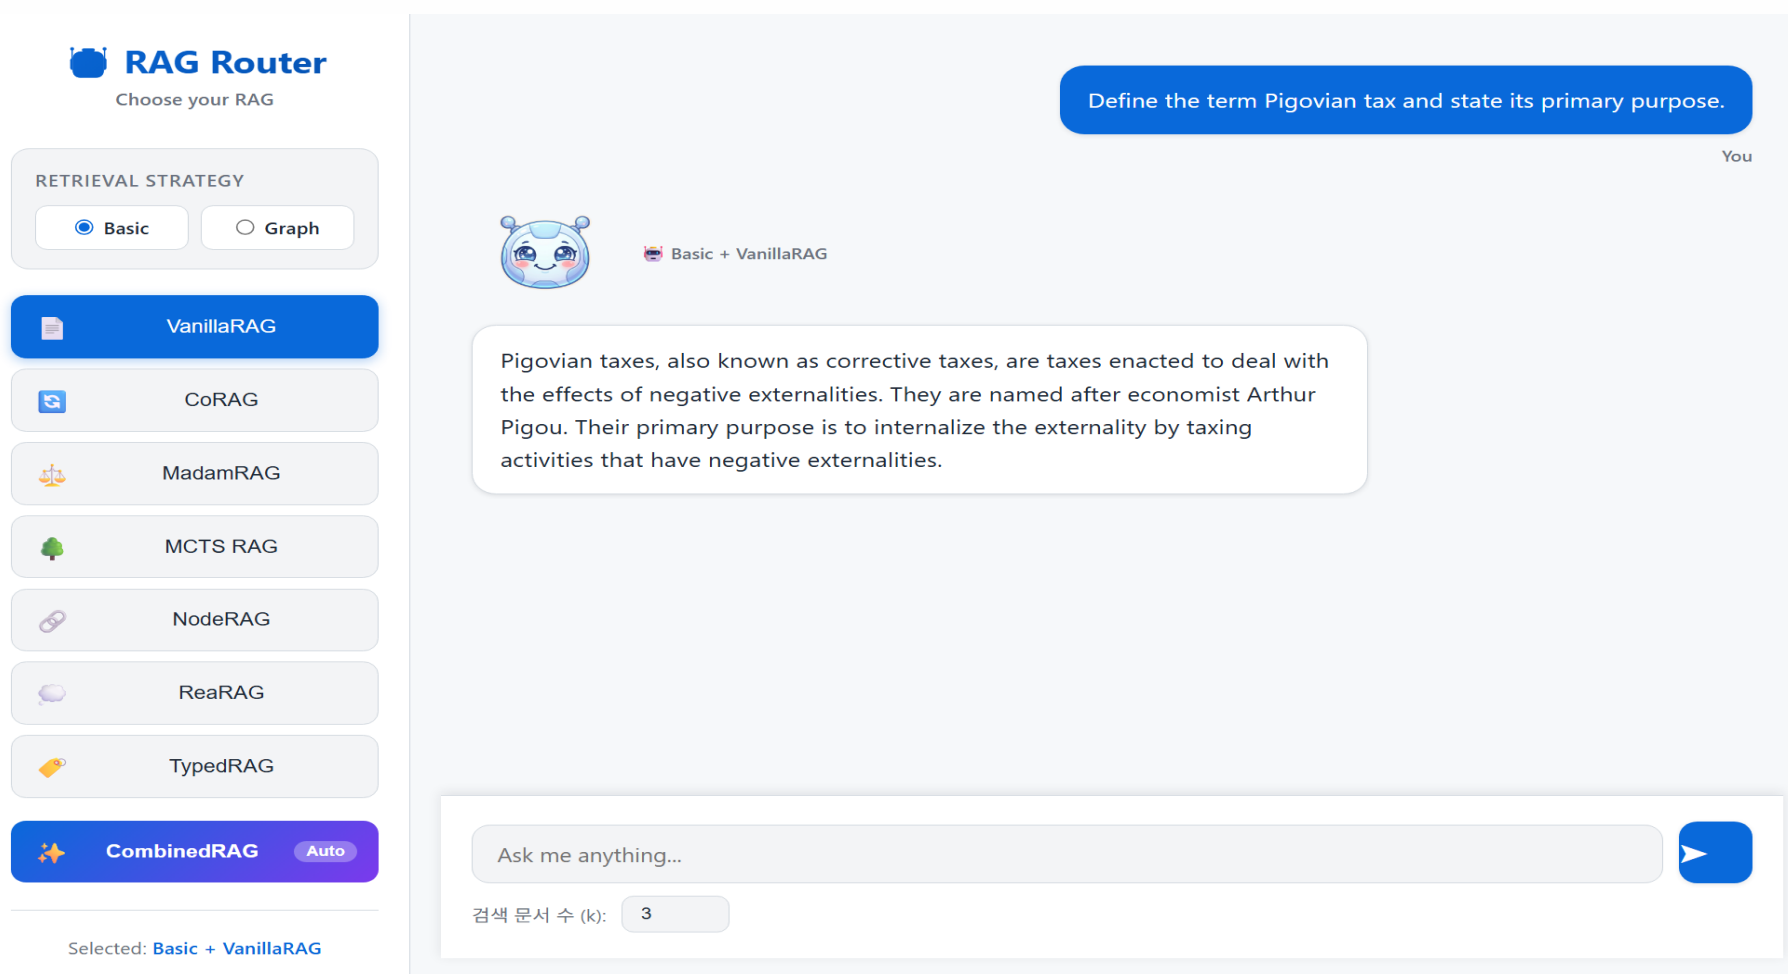 RAG Router
Choose your RAG
RETRIEVAL STRATEGY
Basic
Graph
VanillaRAG
CoRAG
MadamRAG
MCTS RAG
NodeRAG
ReaRAG
TypedRAG
CombinedRAG Auto
Selected: Basic + VanillaRAG
Define the term Pigovian tax and state its primary purpose.
You
Basic + VanillaRAG
Pigovian taxes, also known as corrective taxes, are taxes enacted to deal with
the effects of negative externalities. They are named after economist Arthur
Pigou. Their primary purpose is to internalize the externality by taxing
activities that have negative externalities.
Ask me anything...
검색 문서 수 (k): 3